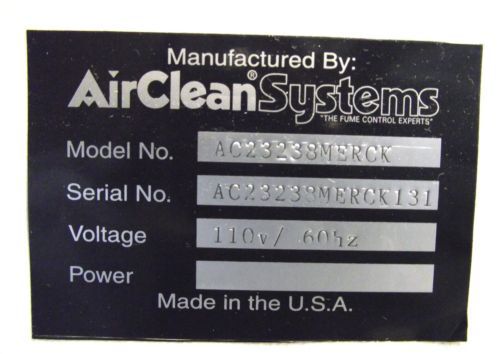 Manufactured By:
AirClean® Systems
"THE FUME CONTROL EXPERTS"
Model No. AC23238MERCK
Serial No. AC23238MERCK131
Voltage 110v/ 60hz
Power
Made in the U.S.A.